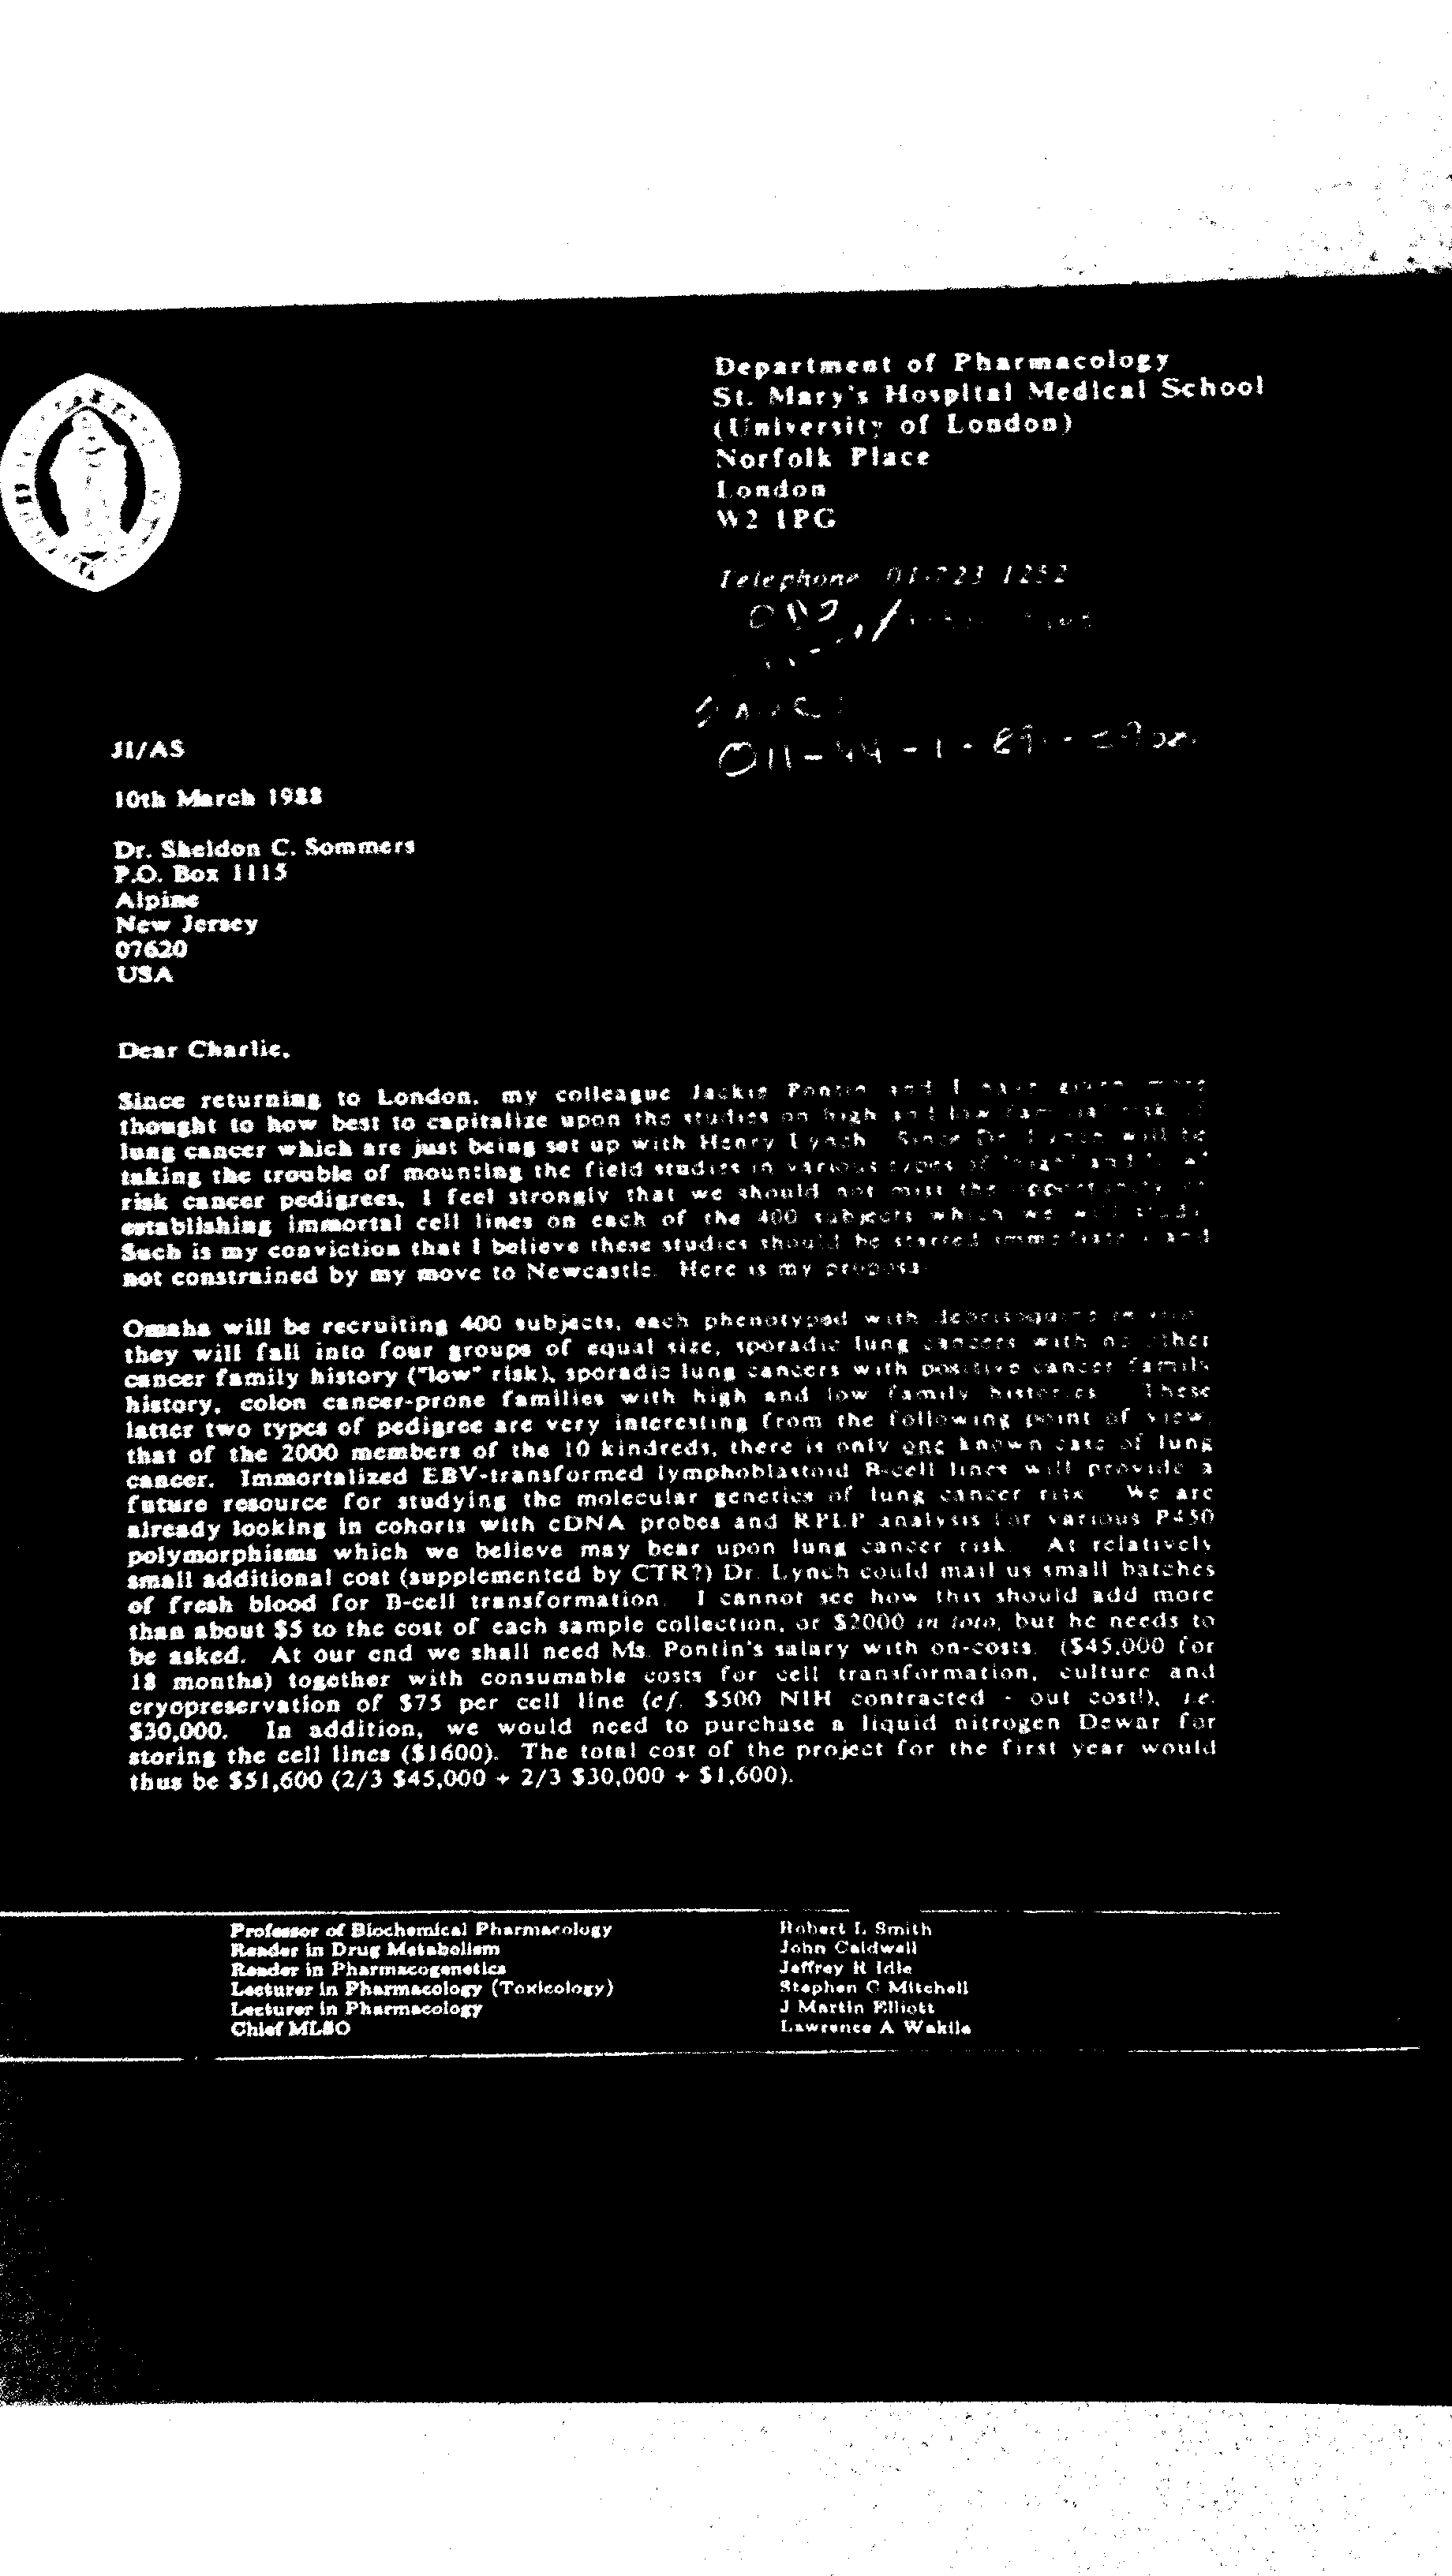 Department of Pharmacology
St. Mary's Hospital Medical School
(University of London)
Norfolk Place
London
W2 1PG
Telephone 01-723 1252
011-44-1-
JI/AS
10th March 1988
Dr. Sheldon C. Sommers
P.O. Box 1115
Alpine
New Jersey
07620
USA
Dear Charlie,
Since returning to London, my colleague Jackie Pontin and I have given more
thought to how best to capitalize upon the studies on high and low familial risk of
lung cancer which are just being set up with Henry Lynch. Since Dr. Lynch will be
taking the trouble of mounting the field studies in various types of and
risk cancer pedigrees, I feel strongly that we should not miss the opportunity of
establishing immortal cell lines on each of the 400 subjects which we will study.
Such is my conviction that I believe these studies should be started immediately and
not constrained by my move to Newcastle. Here is my proposal.
Omaha will be recruiting 400 subjects, each phenotyped with debrisoquine
they will fall into four groups of equal size, sporadic lung cancers with no other
cancer family history ("low" risk), sporadic lung cancers with positive cancer family
history, colon cancer-prone families with high and low family histories. These
latter two types of pedigree are very interesting from the following point of view,
that of the 2000 members of the 10 kindreds, there is only one known case of lung
cancer. Immortalized EBV-transformed lymphoblastoid B-cell lines will provide a
future resource for studying the molecular genetics of lung cancer risk. We are
already looking in cohorts with cDNA probes and RFLP analysis for various P450
polymorphisms which we believe may bear upon lung cancer risk. At relatively
small additional cost (supplemented by CTR?) Dr. Lynch could mail us small batches
of fresh blood for B-cell transformation. I cannot see how this should add more
than about $5 to the cost of each sample collection, or $2000 in toto, but he needs to
be asked. At our end we shall need Ms. Pontin's salary with on-costs. ($45,000 for
18 months) together with consumable costs for cell transformation, culture and
cryopreservation of $75 per cell line (cf. $500 NIH contracted - out cost!), i.e.
$30,000. In addition, we would need to purchase a liquid nitrogen Dewar for
storing the cell lines ($1600). The total cost of the project for the first year would
thus be $51,600 (2/3 $45,000 + 2/3 $30,000 + $1,600).
Professor of Biochemical Pharmacology Robert L Smith
Reader in Drug Metabolism John Caldwell
Reader in Pharmacogenetics Jeffrey R Idle
Lecturer in Pharmacology (Toxicology) Stephen C Mitchell
Lecturer in Pharmacology J Martin Elliott
Chief MLSO Lawrence A Wakile